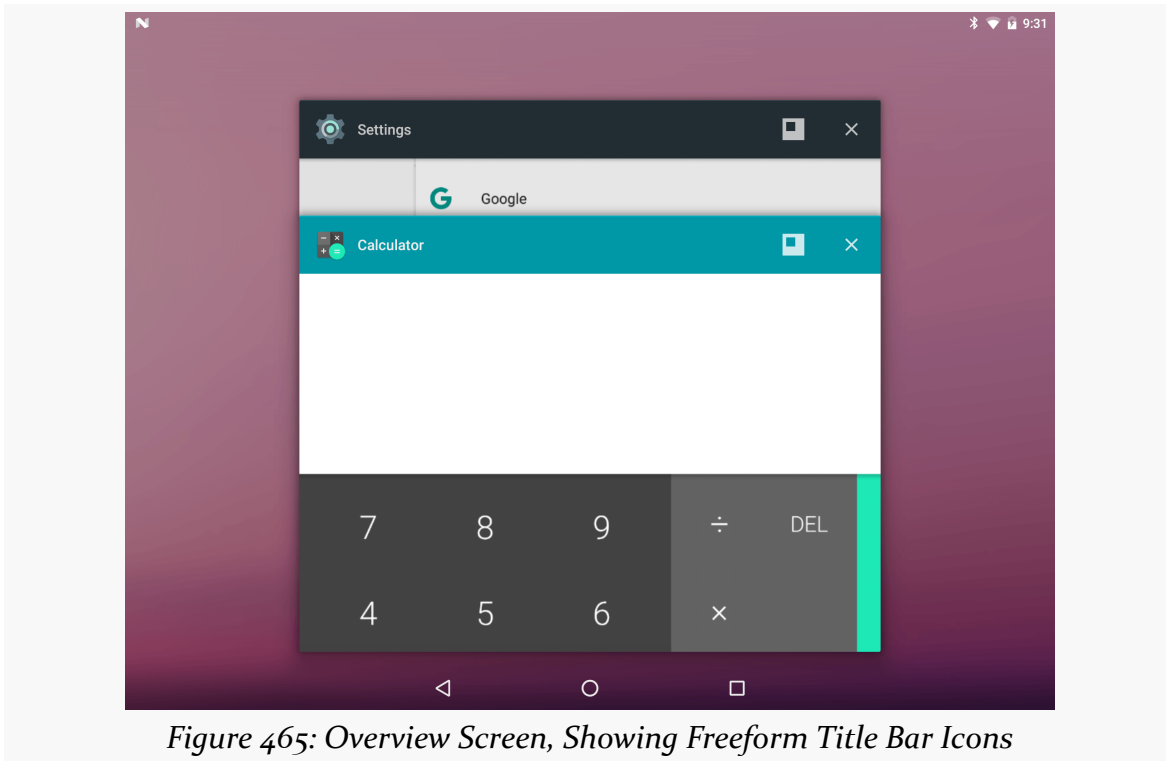 9:31
Settings
Google
Calculator
7 8 9 ÷ DEL
4 5 6 ×
Figure 465: Overview Screen, Showing Freeform Title Bar Icons